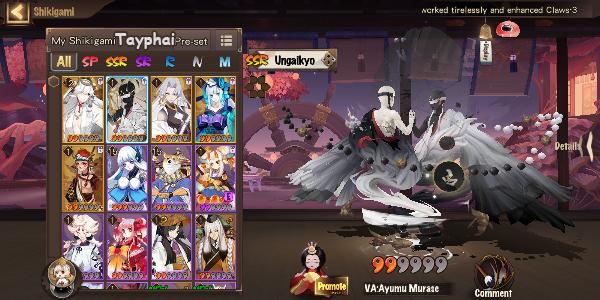 Shikigami
worked tirelessly and enhanced Claws·3
My Shikigami Tayphai Pre-set
All SP SSR SR R N M
SSR Ungaikyo
Display
Details
Promote
VA:Ayumu Murase
Comment